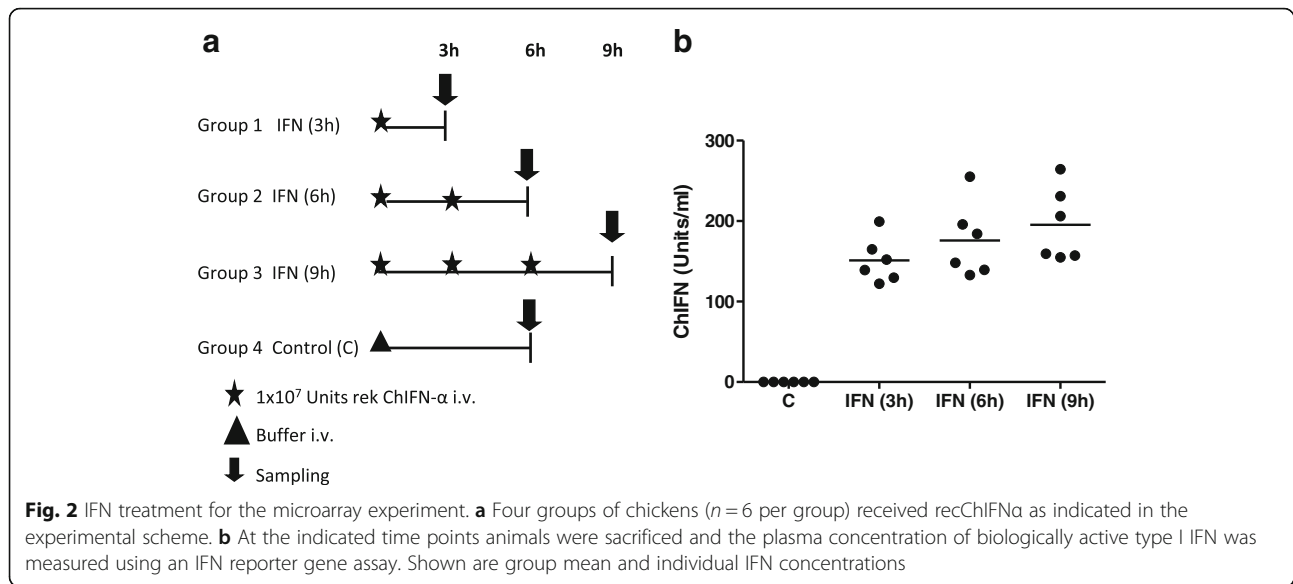 a
3h 6h 9h
Group 1 IFN (3h)
Group 2 IFN (6h)
Group 3 IFN (9h)
Group 4 Control (C)
1x10⁷ Units rek ChIFN-α i.v.
Buffer i.v.
Sampling
b
ChIFN (Units/ml)
300
200
100
0
C IFN (3h) IFN (6h) IFN (9h)
Fig. 2 IFN treatment for the microarray experiment. a Four groups of chickens (n = 6 per group) received recChIFNα as indicated in the
experimental scheme. b At the indicated time points animals were sacrificed and the plasma concentration of biologically active type I IFN was
measured using an IFN reporter gene assay. Shown are group mean and individual IFN concentrations